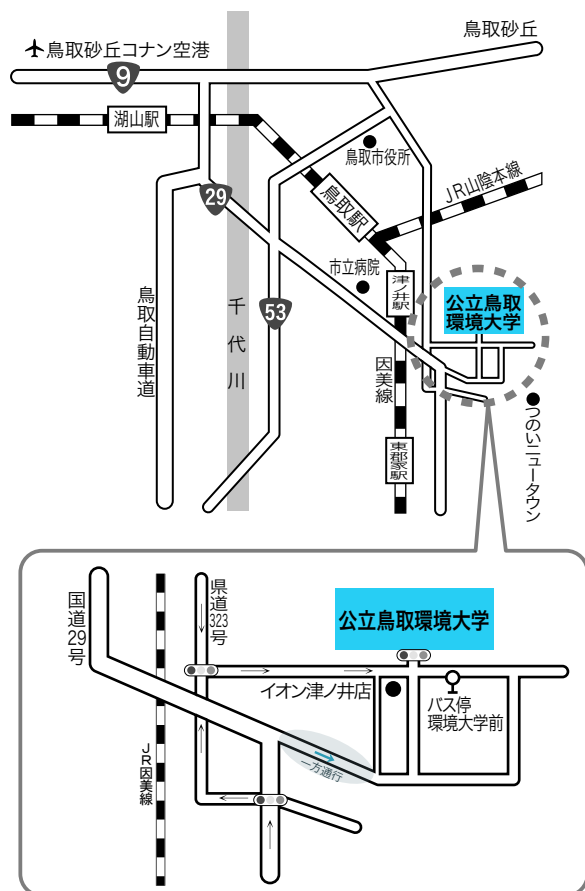 鳥取砂丘コナン空港
鳥取砂丘
9
湖山駅
鳥取市役所
JR山陰本線
29
鳥取駅
市立病院
津ノ井駅
公立鳥取
環境大学
鳥取自動車道
千代川
53
因美線
東郡家駅
つのいニュータウン
国道29号
県道323号
公立鳥取環境大学
イオン津ノ井店
バス停
環境大学前
一方通行
JR因美線